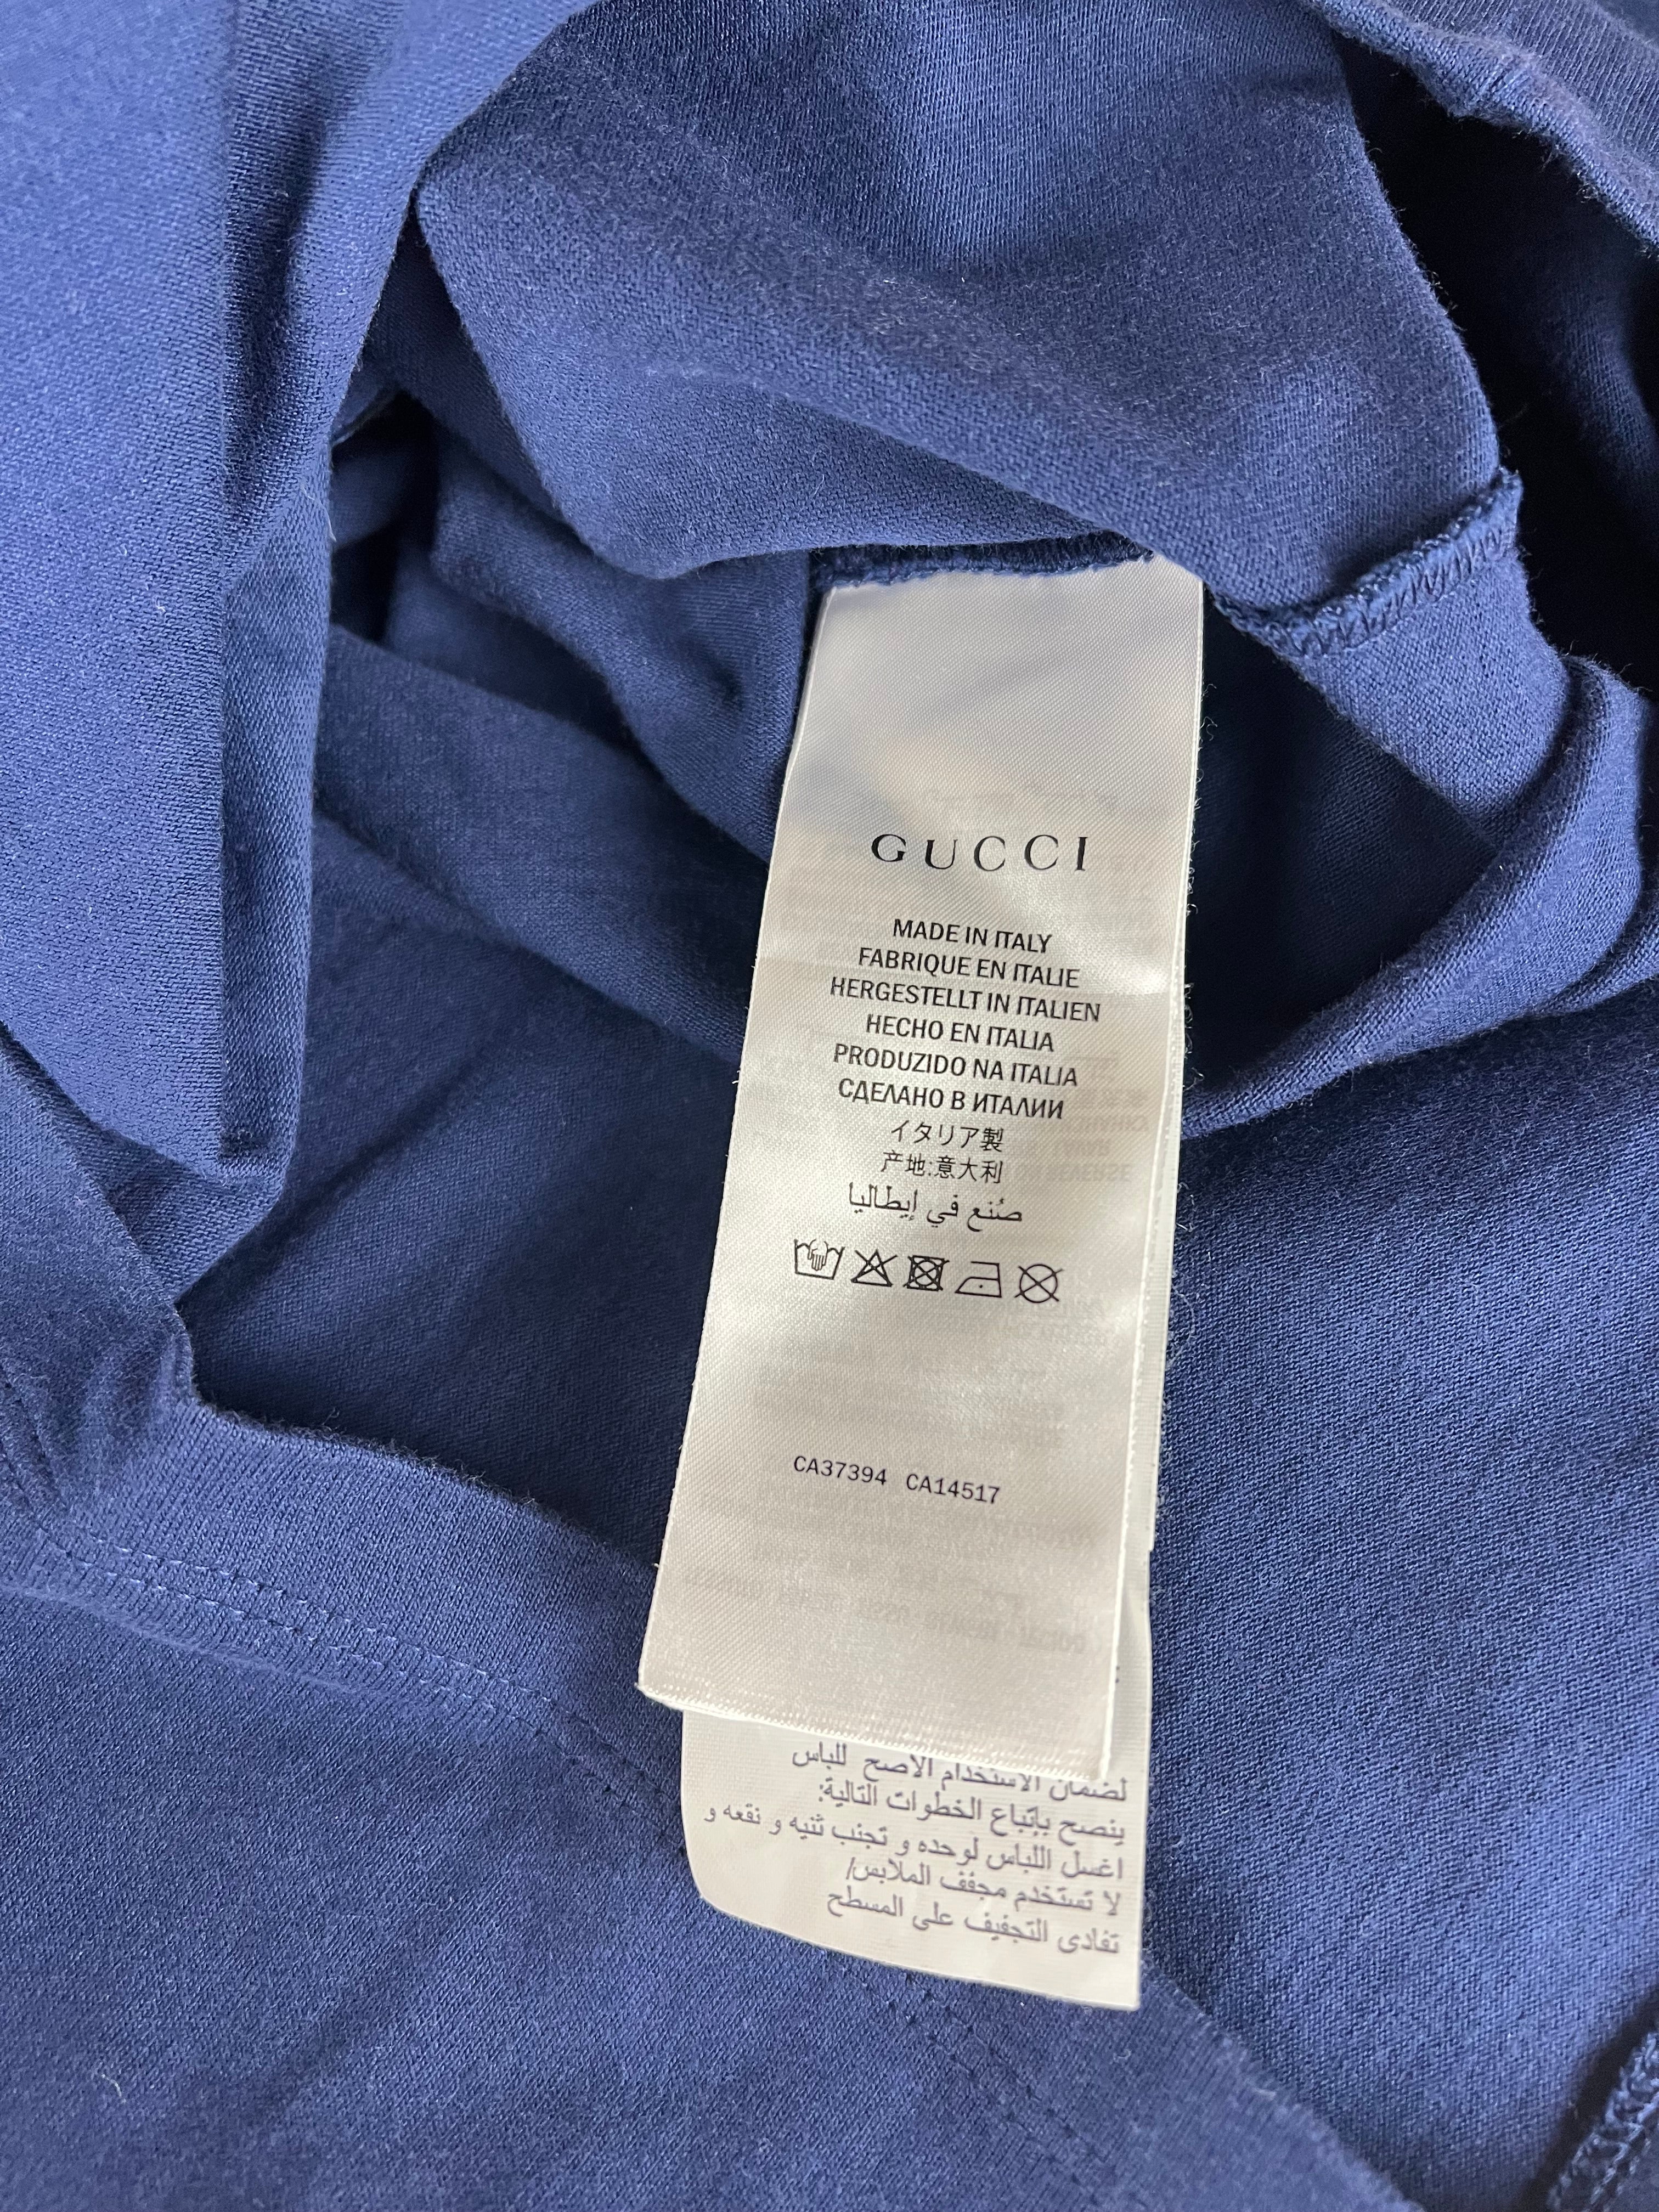 GUCCI
MADE IN ITALY
FABRIQUE EN ITALIE
HERGESTELLT IN ITALIEN
HECHO EN ITALIA
PRODUZIDO NA ITALIA
СДЕЛАНО В ИТАЛИИ
イタリア製
产地:意大利
صُنع في إيطاليا
CA37394 CA14517
لضمان الاستخدام الاصح للباس
ينصح بإتباع الخطوات التالية:
اغسل اللباس لوحده و تجنب ثنيه و نقعه و
لا تستخدم مجفف الملابس/
تفادى التجفيف على المسطح